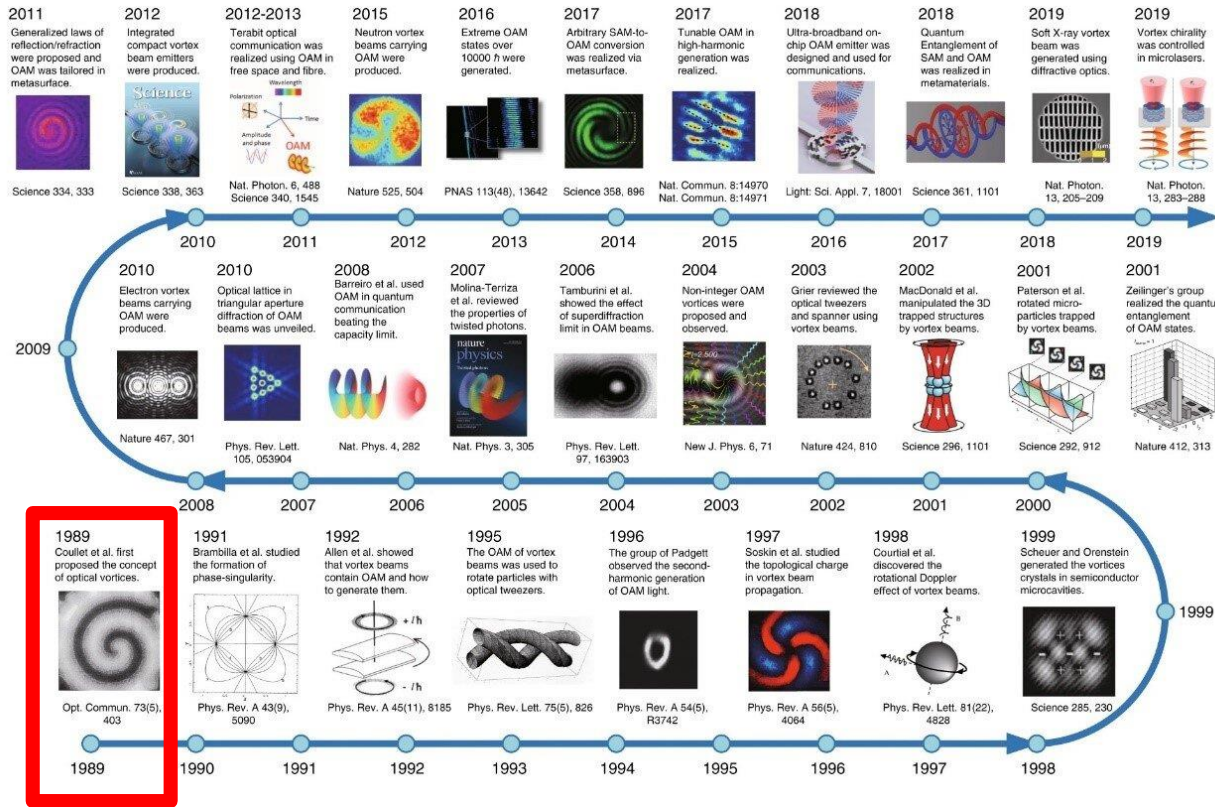 2011
Generalized laws of
reflection/refraction
were proposed and
OAM was tailored in
metasurface.
Science 334, 333
2012
Integrated
compact vortex
beam emitters
were produced.
Science
Science 338, 363
2012-2013
Terabit optical
communication was
realized using OAM in
free space and fibre.
Wavelength
Polarization
Time
Amplitude
and phase
OAM
Nat. Photon. 6, 488
Science 340, 1545
2015
Neutron vortex
beams carrying
OAM were
produced.
Nature 525, 504
2016
Extreme OAM
states over
10000 ℏ were
generated.
PNAS 113(48), 13642
2017
Arbitrary SAM-to-
OAM conversion
was realized via
metasurface.
Science 358, 896
2017
Tunable OAM in
high-harmonic
generation was
realized.
Nat. Commun. 8:14970
Nat. Commun. 8:14971
2018
Ultra-broadband on-
chip OAM emitter was
designed and used for
communications.
Light: Sci. Appl. 7, 18001
2018
Quantum
Entanglement of
SAM and OAM
was realized in
metamaterials.
Science 361, 1101
2019
Soft X-ray vortex
beam was
generated using
diffractive optics.
Nat. Photon.
13, 205–209
2019
Vortex chirality
was controlled
in microlasers.
Nat. Photon.
13, 283–288
2010
2011
2012
2013
2014
2015
2016
2017
2018
2019
2009
2010
Electron vortex
beams carrying
OAM were
produced.
Nature 467, 301
2010
Optical lattice in
triangular aperture
diffraction of OAM
beams was unveiled.
Phys. Rev. Lett.
105, 053904
2008
Barreiro et al. used
OAM in quantum
communication
beating the
capacity limit.
Nat. Phys. 4, 282
2007
Molina-Terriza
et al. reviewed
the properties of
twisted photons.
nature
physics
Twisted photons
Nat. Phys. 3, 305
2006
Tamburini et al.
showed the effect
of superdiffraction
limit in OAM beams.
Phys. Rev. Lett.
97, 163903
2004
Non-integer OAM
vortices were
proposed and
observed.
New J. Phys. 6, 71
2003
Grier reviewed the
optical tweezers
and spanner using
vortex beams.
Nature 424, 810
2002
MacDonald et al.
manipulated the 3D
trapped structures
by vortex beams.
Science 296, 1101
2001
Paterson et al.
rotated micro-
particles trapped
by vortex beams.
Science 292, 912
2001
Zeilinger's group
realized the quantum
entanglement
of OAM states.
Nature 412, 313
2008
2007
2006
2005
2004
2003
2002
2001
2000
1999
1989
Coullet et al. first
proposed the concept
of optical vortices.
Opt. Commun. 73(5),
403
1991
Brambilla et al. studied
the formation of
phase-singularity.
Phys. Rev. A 43(9),
5090
1992
Allen et al. showed
that vortex beams
contain OAM and how
to generate them.
+lℏ
-lℏ
Phys. Rev. A 45(11), 8185
1995
The OAM of vortex
beams was used to
rotate particles with
optical tweezers.
Phys. Rev. Lett. 75(5), 826
1996
The group of Padgett
observed the second-
harmonic generation
of OAM light.
Phys. Rev. A 54(5),
R3742
1997
Soskin et al. studied
the topological charge
in vortex beam
propagation.
Phys. Rev. A 56(5),
4064
1998
Courtial et al.
discovered the
rotational Doppler
effect of vortex beams.
B
A
Phys. Rev. Lett. 81(22),
4828
1999
Scheuer and Orenstein
generated the vortices
crystals in semiconductor
microcavities.
Science 285, 230
1989
1990
1991
1992
1993
1994
1995
1996
1997
1998